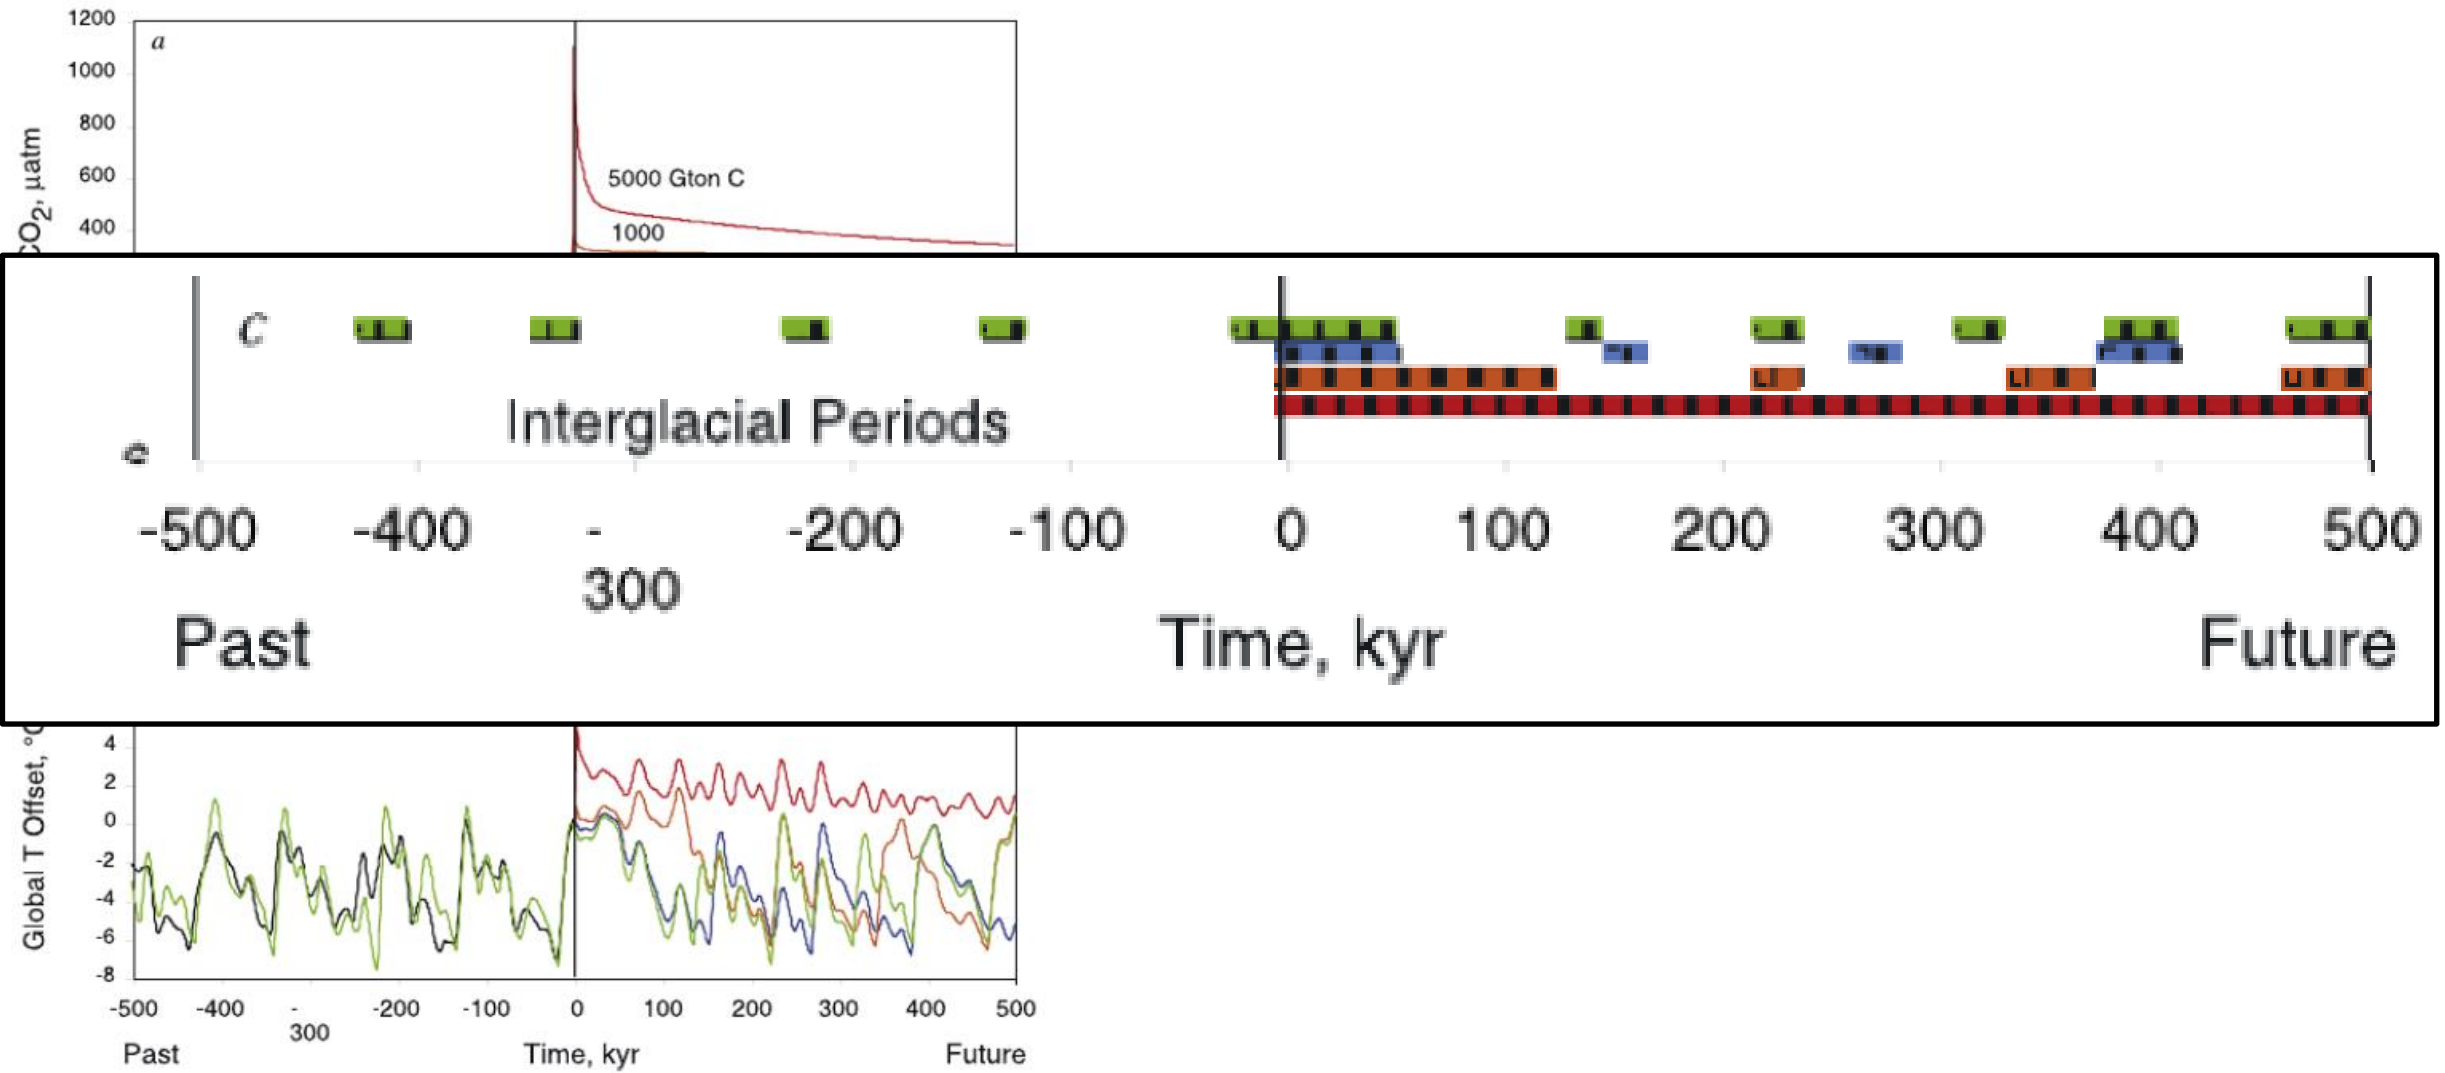 1200
a
1000
800
600
400
CO2, µatm
5000 Gton C
1000
C
Interglacial Periods
-500 -400 -300 -200 -100 0 100 200 300 400 500
Past Time, kyr Future
Global T Offset,
4
2
0
-2
-4
-6
-8
-500 -400 -300 -200 -100 0 100 200 300 400 500
Past Time, kyr Future